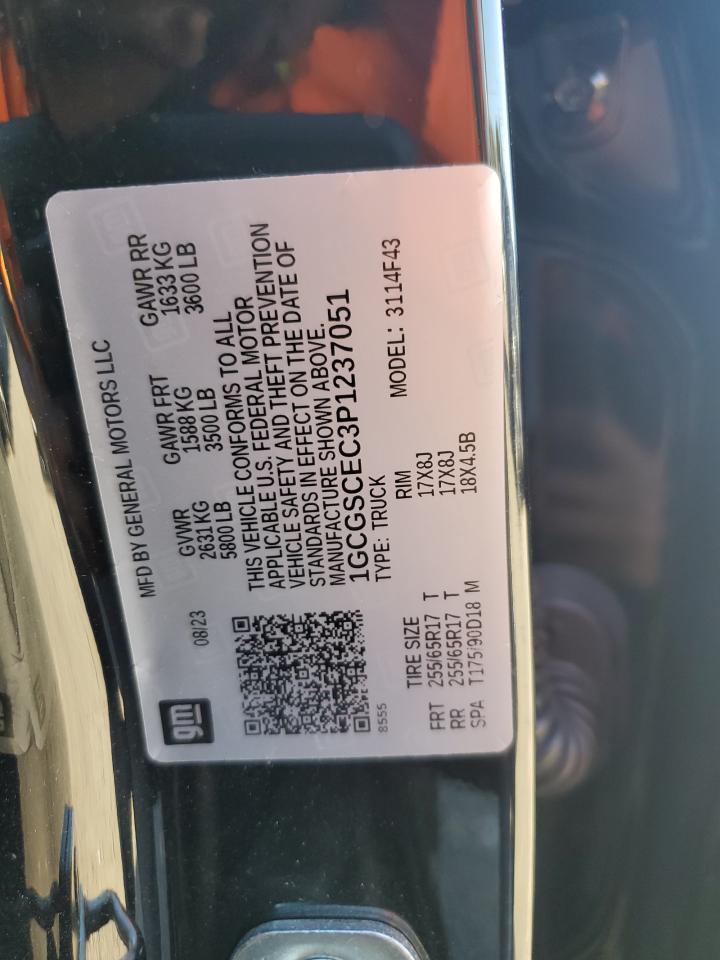 gm
MFD BY GENERAL MOTORS LLC
08/23
GVWR GAWR FRT GAWR RR
2631 KG 1588 KG 1633 KG
5800 LB 3500 LB 3600 LB
THIS VEHICLE CONFORMS TO ALL
APPLICABLE U.S. FEDERAL MOTOR
VEHICLE SAFETY AND THEFT PREVENTION
STANDARDS IN EFFECT ON THE DATE OF
MANUFACTURE SHOWN ABOVE.
1GCGSCEC3P1237051
8555
TYPE: TRUCK MODEL: 3114F43
TIRE SIZE RIM
FRT 255/65R17 T 17X8J
RR 255/65R17 T 17X8J
SPA T175/90D18 M 18X4.5B